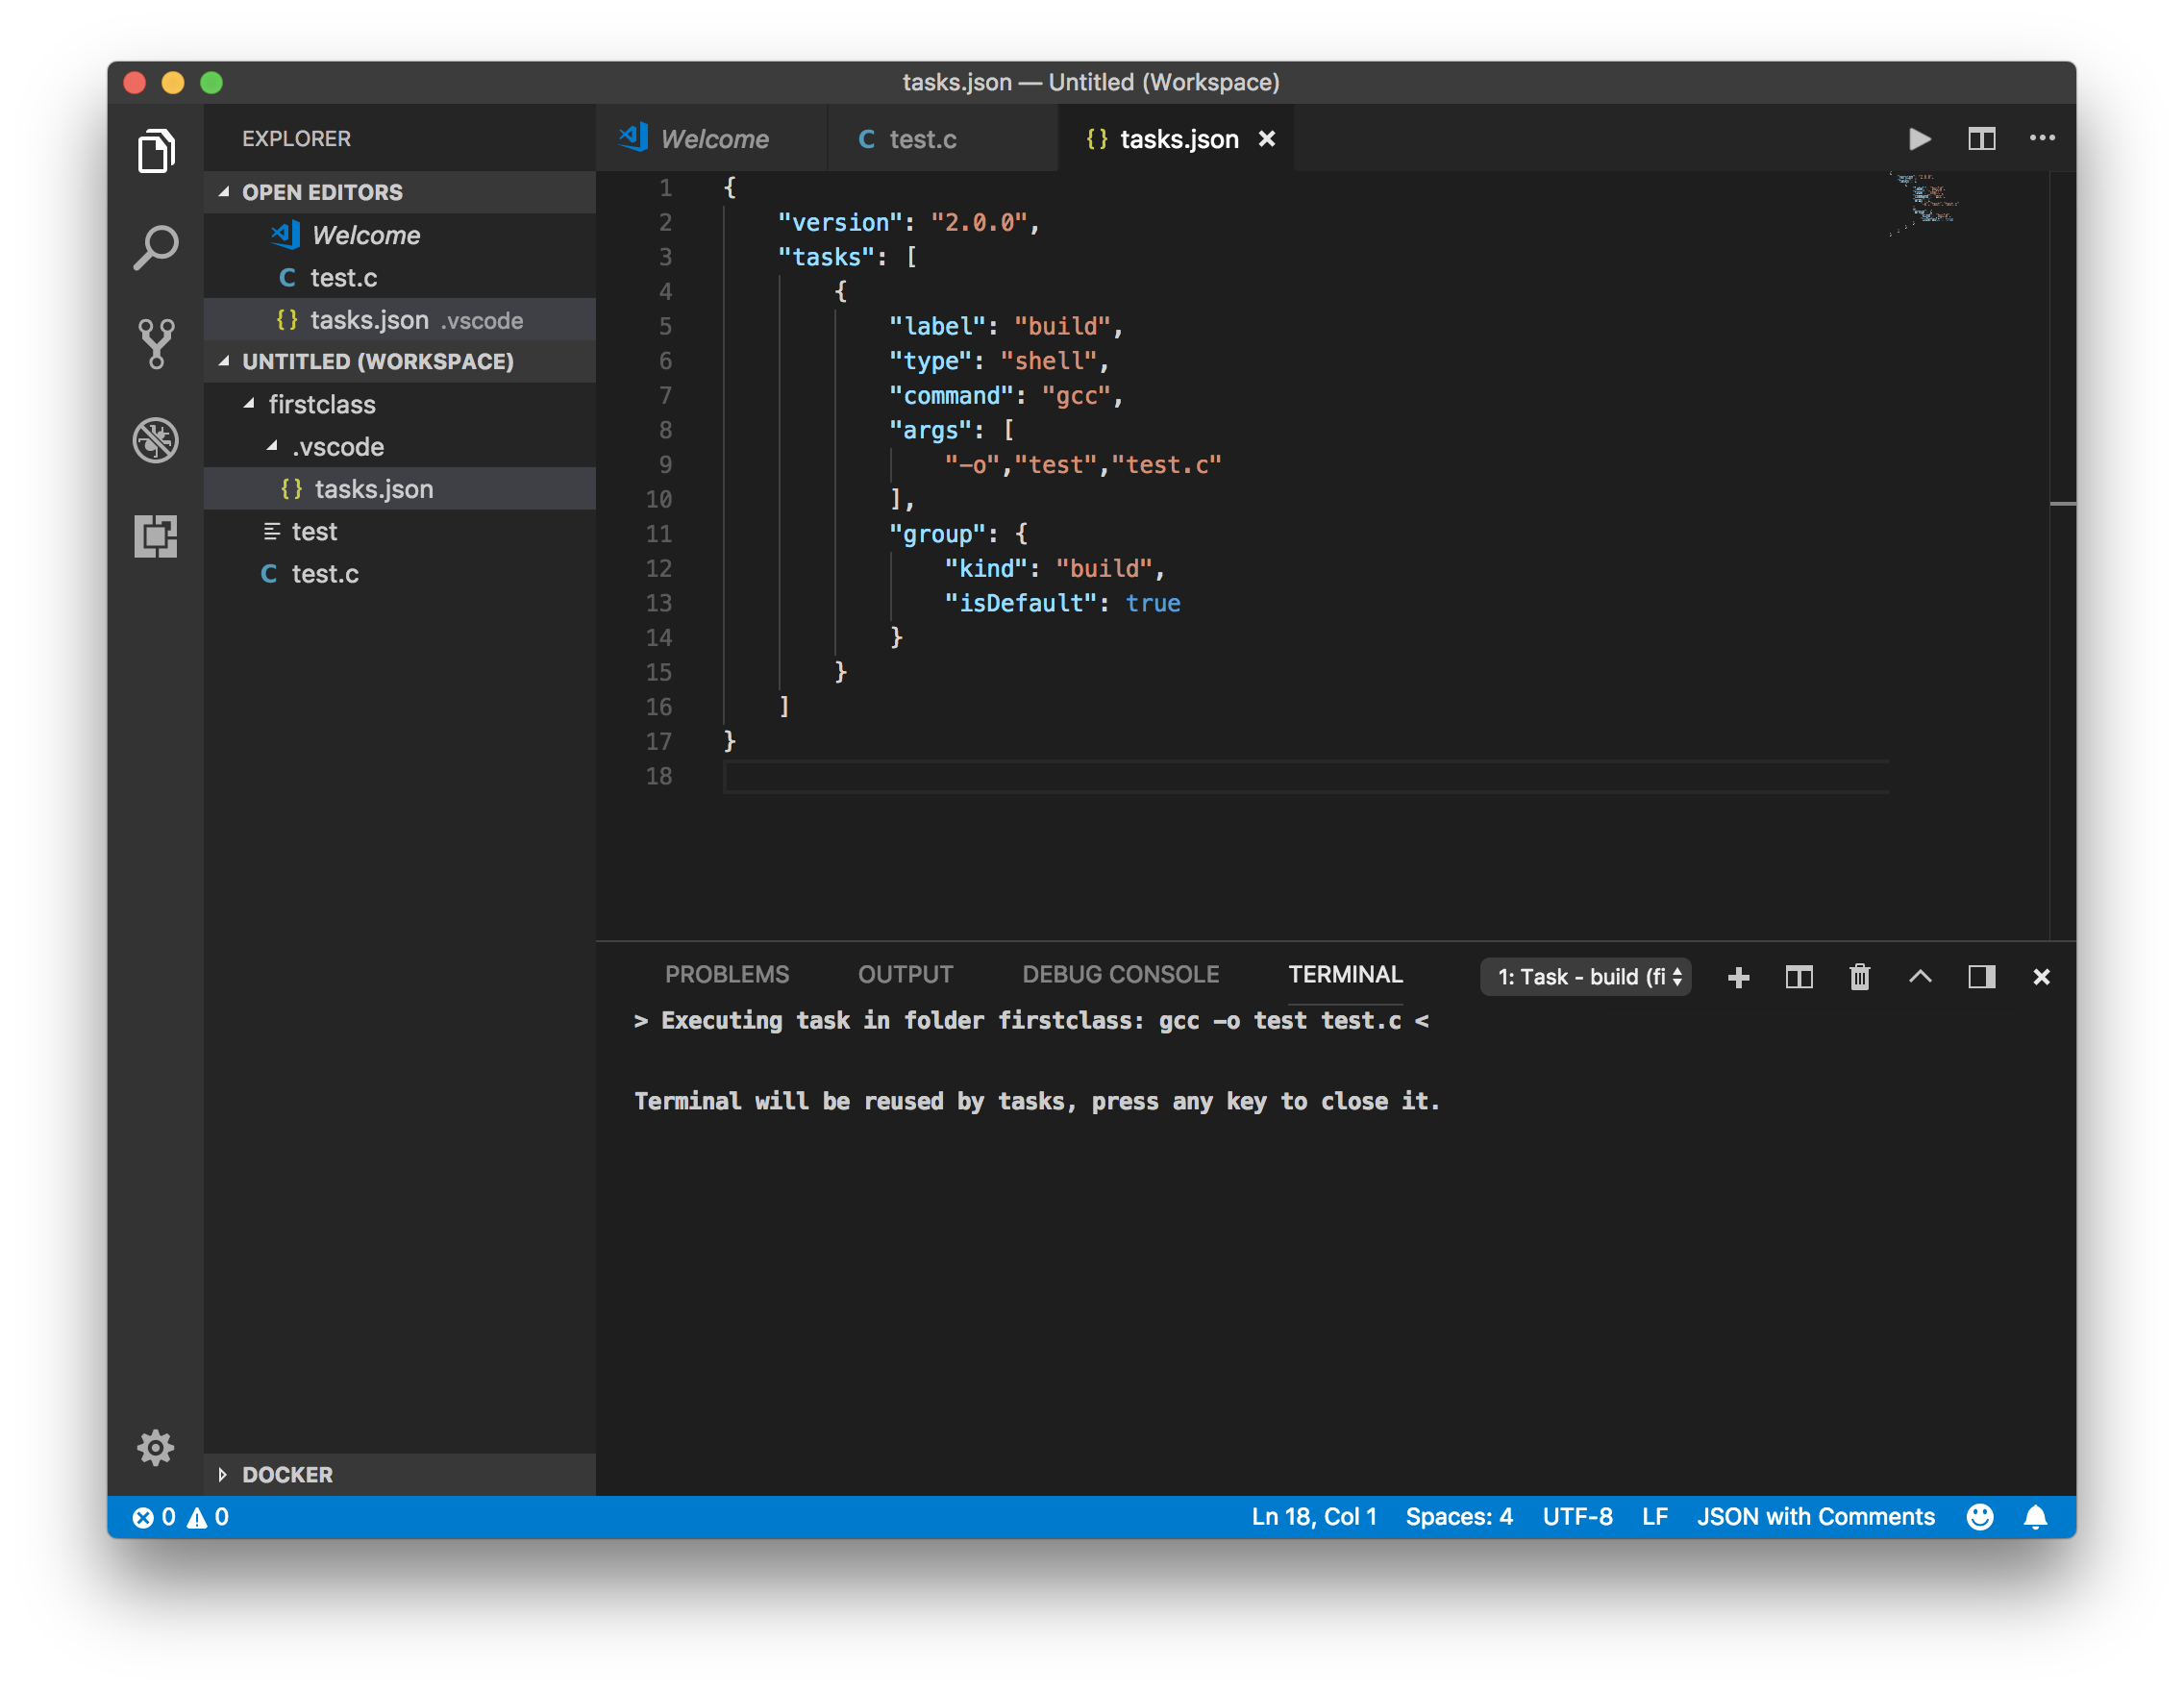 tasks.json — Untitled (Workspace)
EXPLORER
OPEN EDITORS
Welcome
C test.c
{} tasks.json .vscode
UNTITLED (WORKSPACE)
firstclass
.vscode
{} tasks.json
test
C test.c
DOCKER
Welcome
C test.c
{} tasks.json
1 {
2 "version": "2.0.0",
3 "tasks": [
4 {
5 "label": "build",
6 "type": "shell",
7 "command": "gcc",
8 "args": [
9 "-o","test","test.c"
10 ],
11 "group": {
12 "kind": "build",
13 "isDefault": true
14 }
15 }
16 ]
17 }
18
PROBLEMS OUTPUT DEBUG CONSOLE TERMINAL 1: Task - build (fi
> Executing task in folder firstclass: gcc -o test test.c <
Terminal will be reused by tasks, press any key to close it.
0 0 Ln 18, Col 1 Spaces: 4 UTF-8 LF JSON with Comments